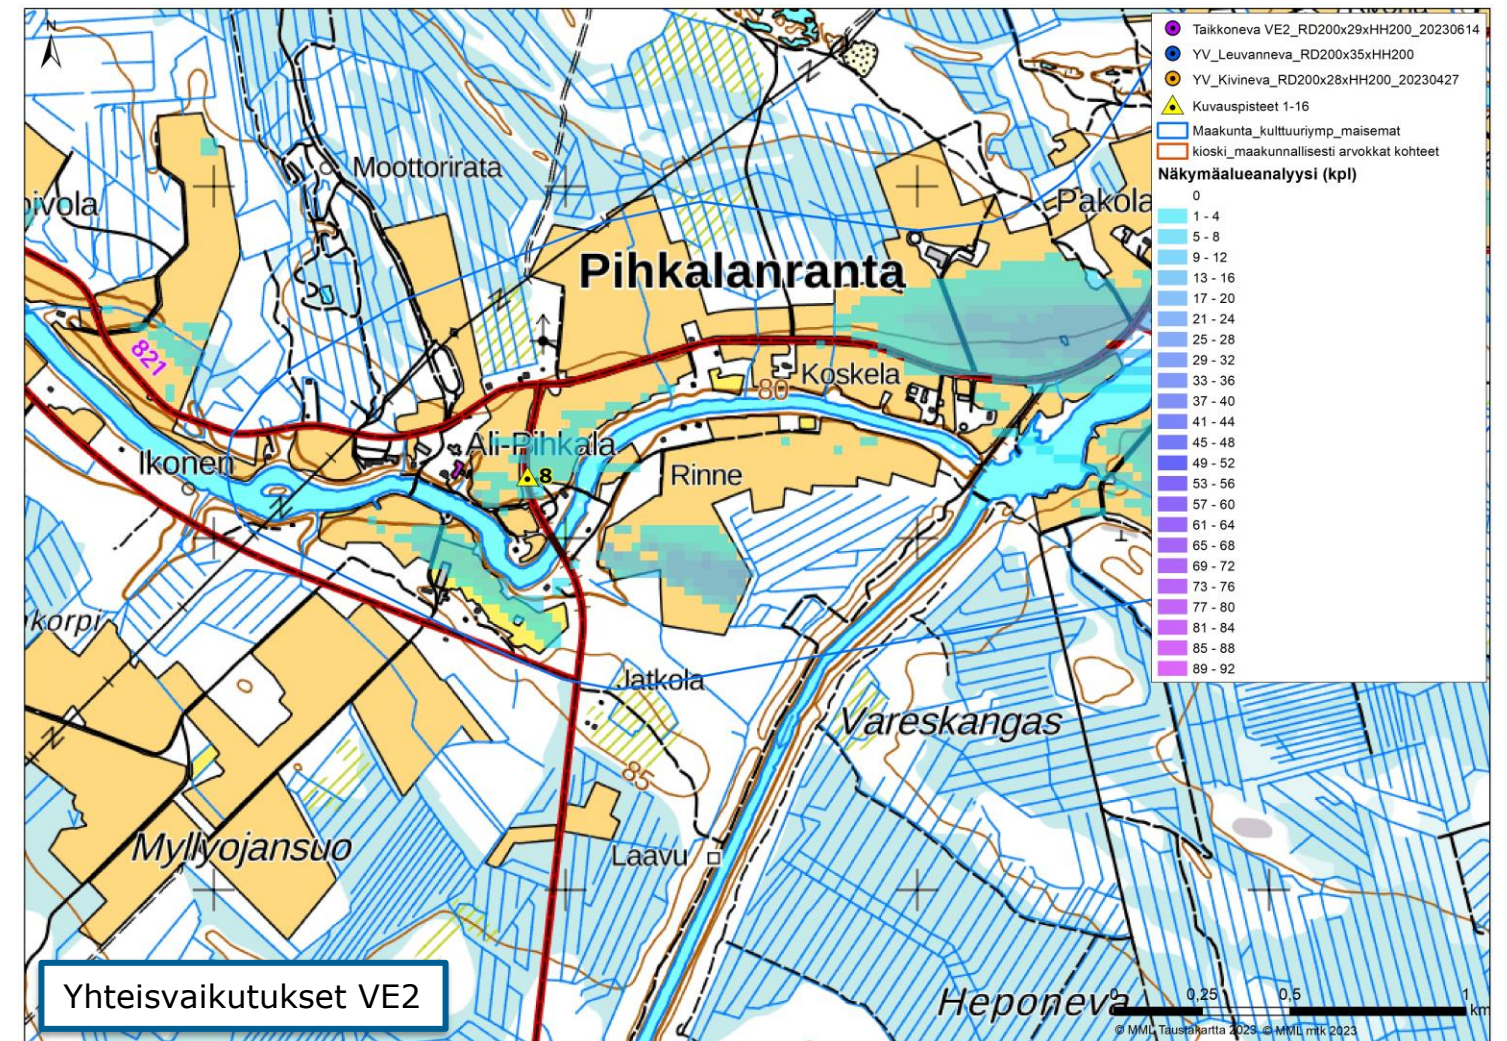 N
Taikkoneva VE2_RD200x29xHH200_20230614
YV_Leuvanneva_RD200x35xHH200
YV_Kivineva_RD200x28xHH200_20230427
Kuvauspisteet 1-16
Maakunta_kulttuuriymp_maisemat
kioski_maakunnallisesti arvokkat kohteet
Näkymäalueanalyysi (kpl)
0
1 - 4
5 - 8
9 - 12
13 - 16
17 - 20
21 - 24
25 - 28
29 - 32
33 - 36
37 - 40
41 - 44
45 - 48
49 - 52
53 - 56
57 - 60
61 - 64
65 - 68
69 - 72
73 - 76
77 - 80
81 - 84
85 - 88
89 - 92
Moottorirata
Pakola
Pihkalanranta
821
Koskela
80
Ali-Pihkala
Ikonen
8
Rinne
Jatkola
Vareskangas
85
Myllyojansuo
Laavu
Heponeva
Yhteisvaikutukset VE2
0 0,25 0,5 1
km
© MML Taustakartta 2023 © MML mtk 2023